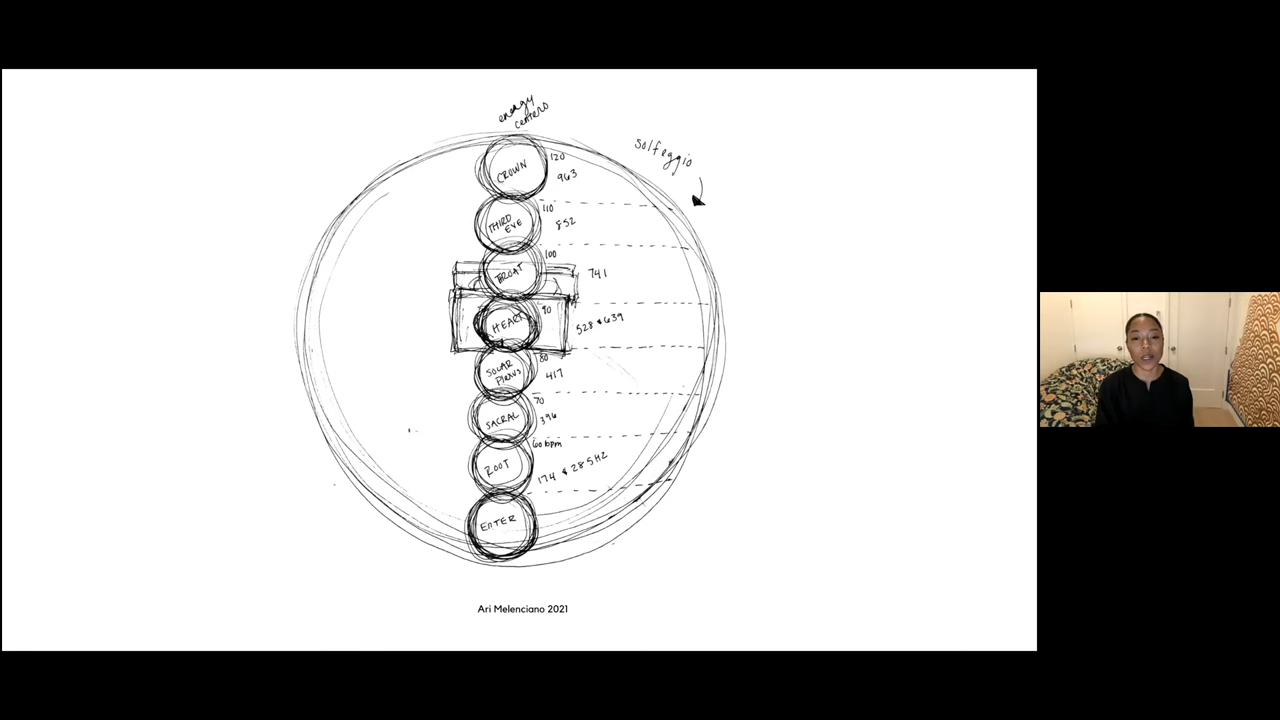 energy
centers
solfeggio
CROWN
120
963
THIRD
EYE
110
852
THROAT
100
741
HEART
90
528 & 639
SOLAR
PLEXUS
80
417
SACRAL
70
396
ROOT
60 bpm
174 & 285Hz
ENTER
Ari Melenciano 2021